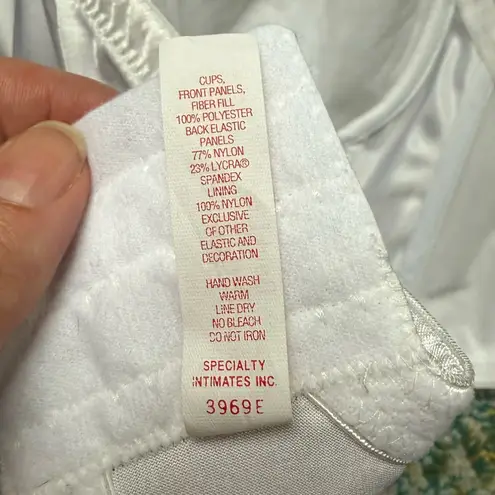 CUPS,
FRONT PANELS,
FIBER FILL
100% POLYESTER
BACK ELASTIC
PANELS
77% NYLON
23% LYCRA®
SPANDEX
LINING
100% NYLON
EXCLUSIVE
OF OTHER
ELASTIC AND
DECORATION
HAND WASH
WARM
LINE DRY
NO BLEACH
DO NOT IRON
SPECIALTY
INTIMATES INC.
3969E